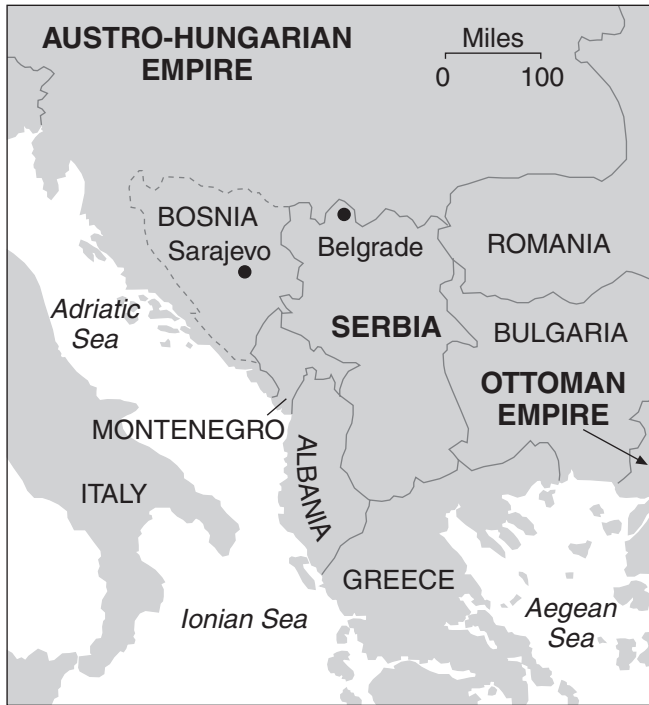 AUSTRO-HUNGARIAN
EMPIRE
Miles
0 100
BOSNIA
Sarajevo
Belgrade
ROMANIA
Adriatic
Sea
SERBIA
BULGARIA
OTTOMAN
EMPIRE
MONTENEGRO
ALBANIA
ITALY
GREECE
Ionian Sea
Aegean
Sea